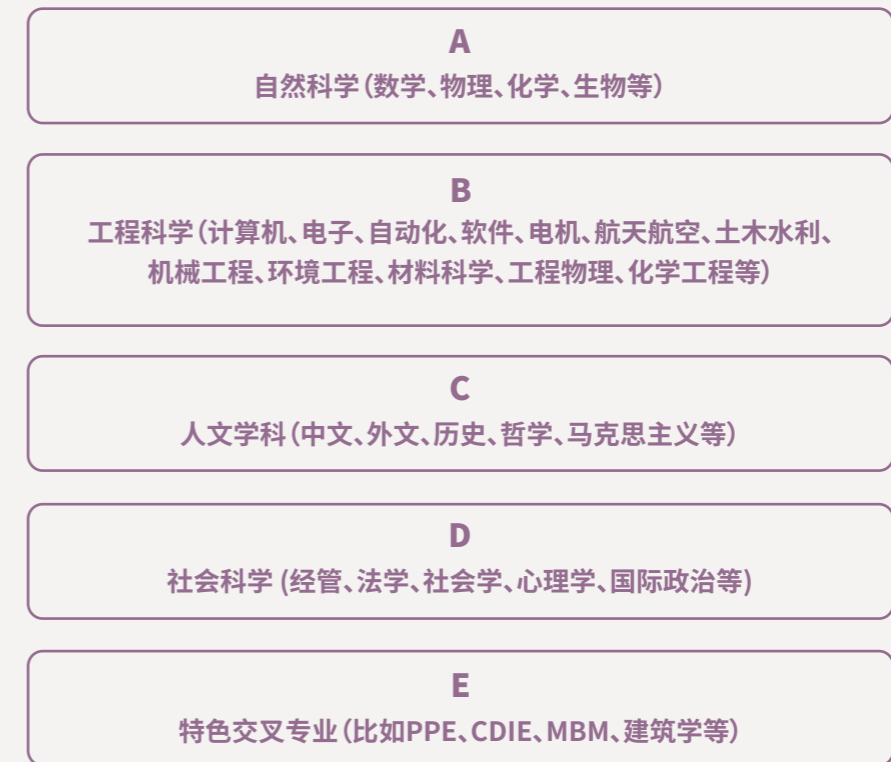 A
自然科学(数学、物理、化学、生物等)
B
工程科学(计算机、电子、自动化、软件、电机、航天航空、土木水利、
机械工程、环境工程、材料科学、工程物理、化学工程等)
C
人文学科(中文、外文、历史、哲学、马克思主义等)
D
社会科学 (经管、法学、社会学、心理学、国际政治等)
E
特色交叉专业(比如PPE、CDIE、MBM、建筑学等)